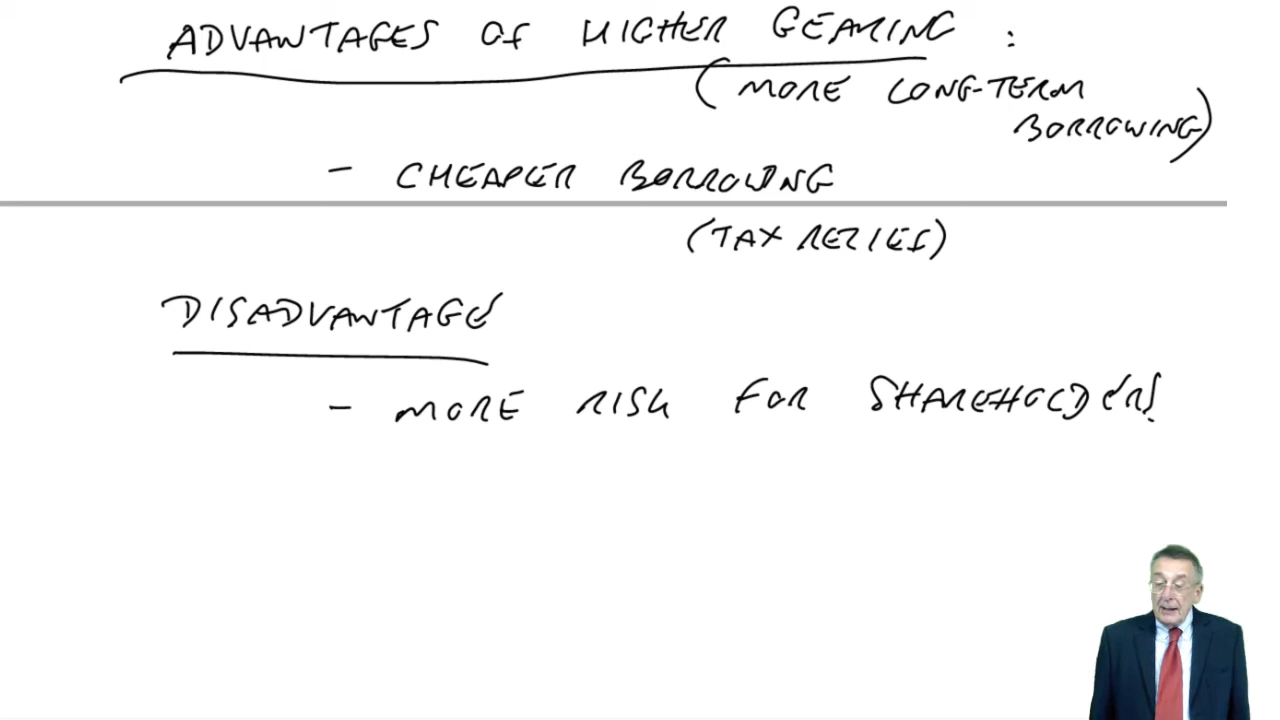 ADVANTAGES OF HIGHER GEARING :
(MORE LONG-TERM
BORROWING)
- CHEAPER BORROWING
(TAX RELIEF)
DISADVANTAGE
- MORE RISK FOR SHAREHOLDERS